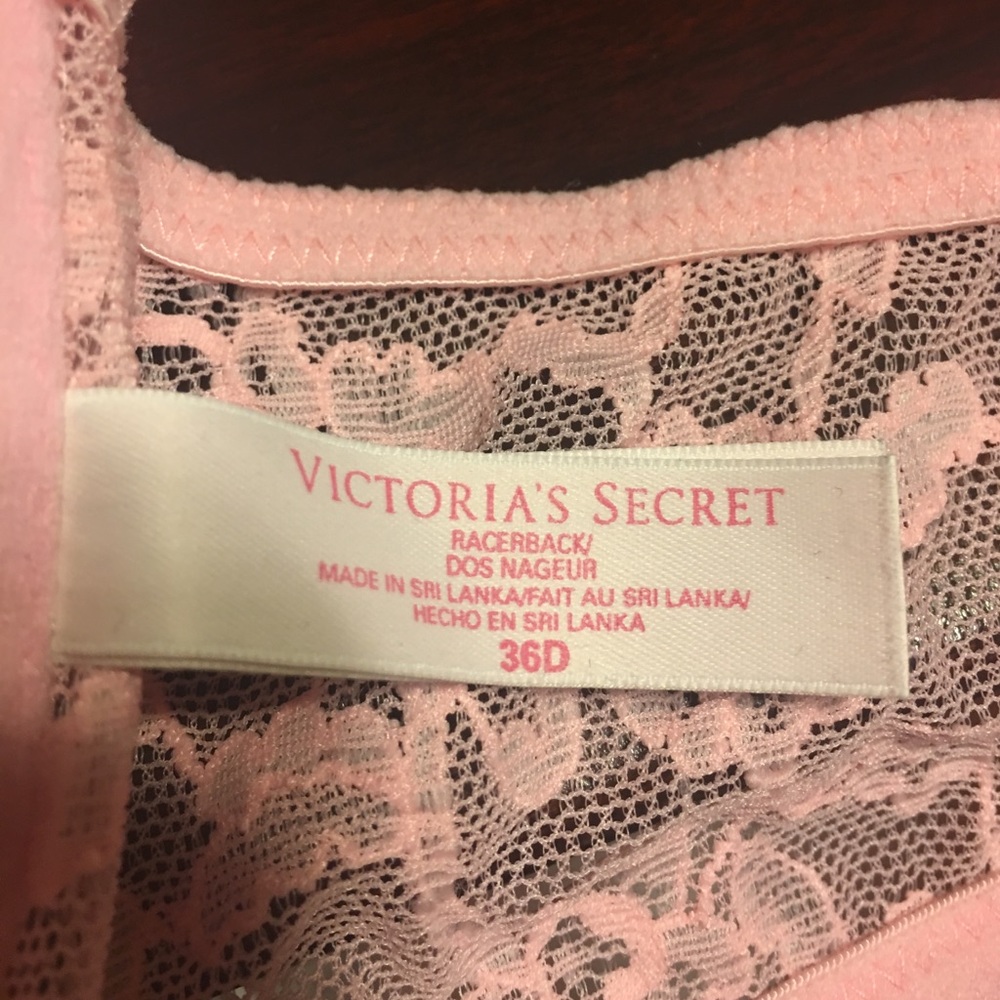 VICTORIA'S SECRET
RACERBACK/
DOS NAGEUR
MADE IN SRI LANKA/FAIT AU SRI LANKA/
HECHO EN SRI LANKA
36D